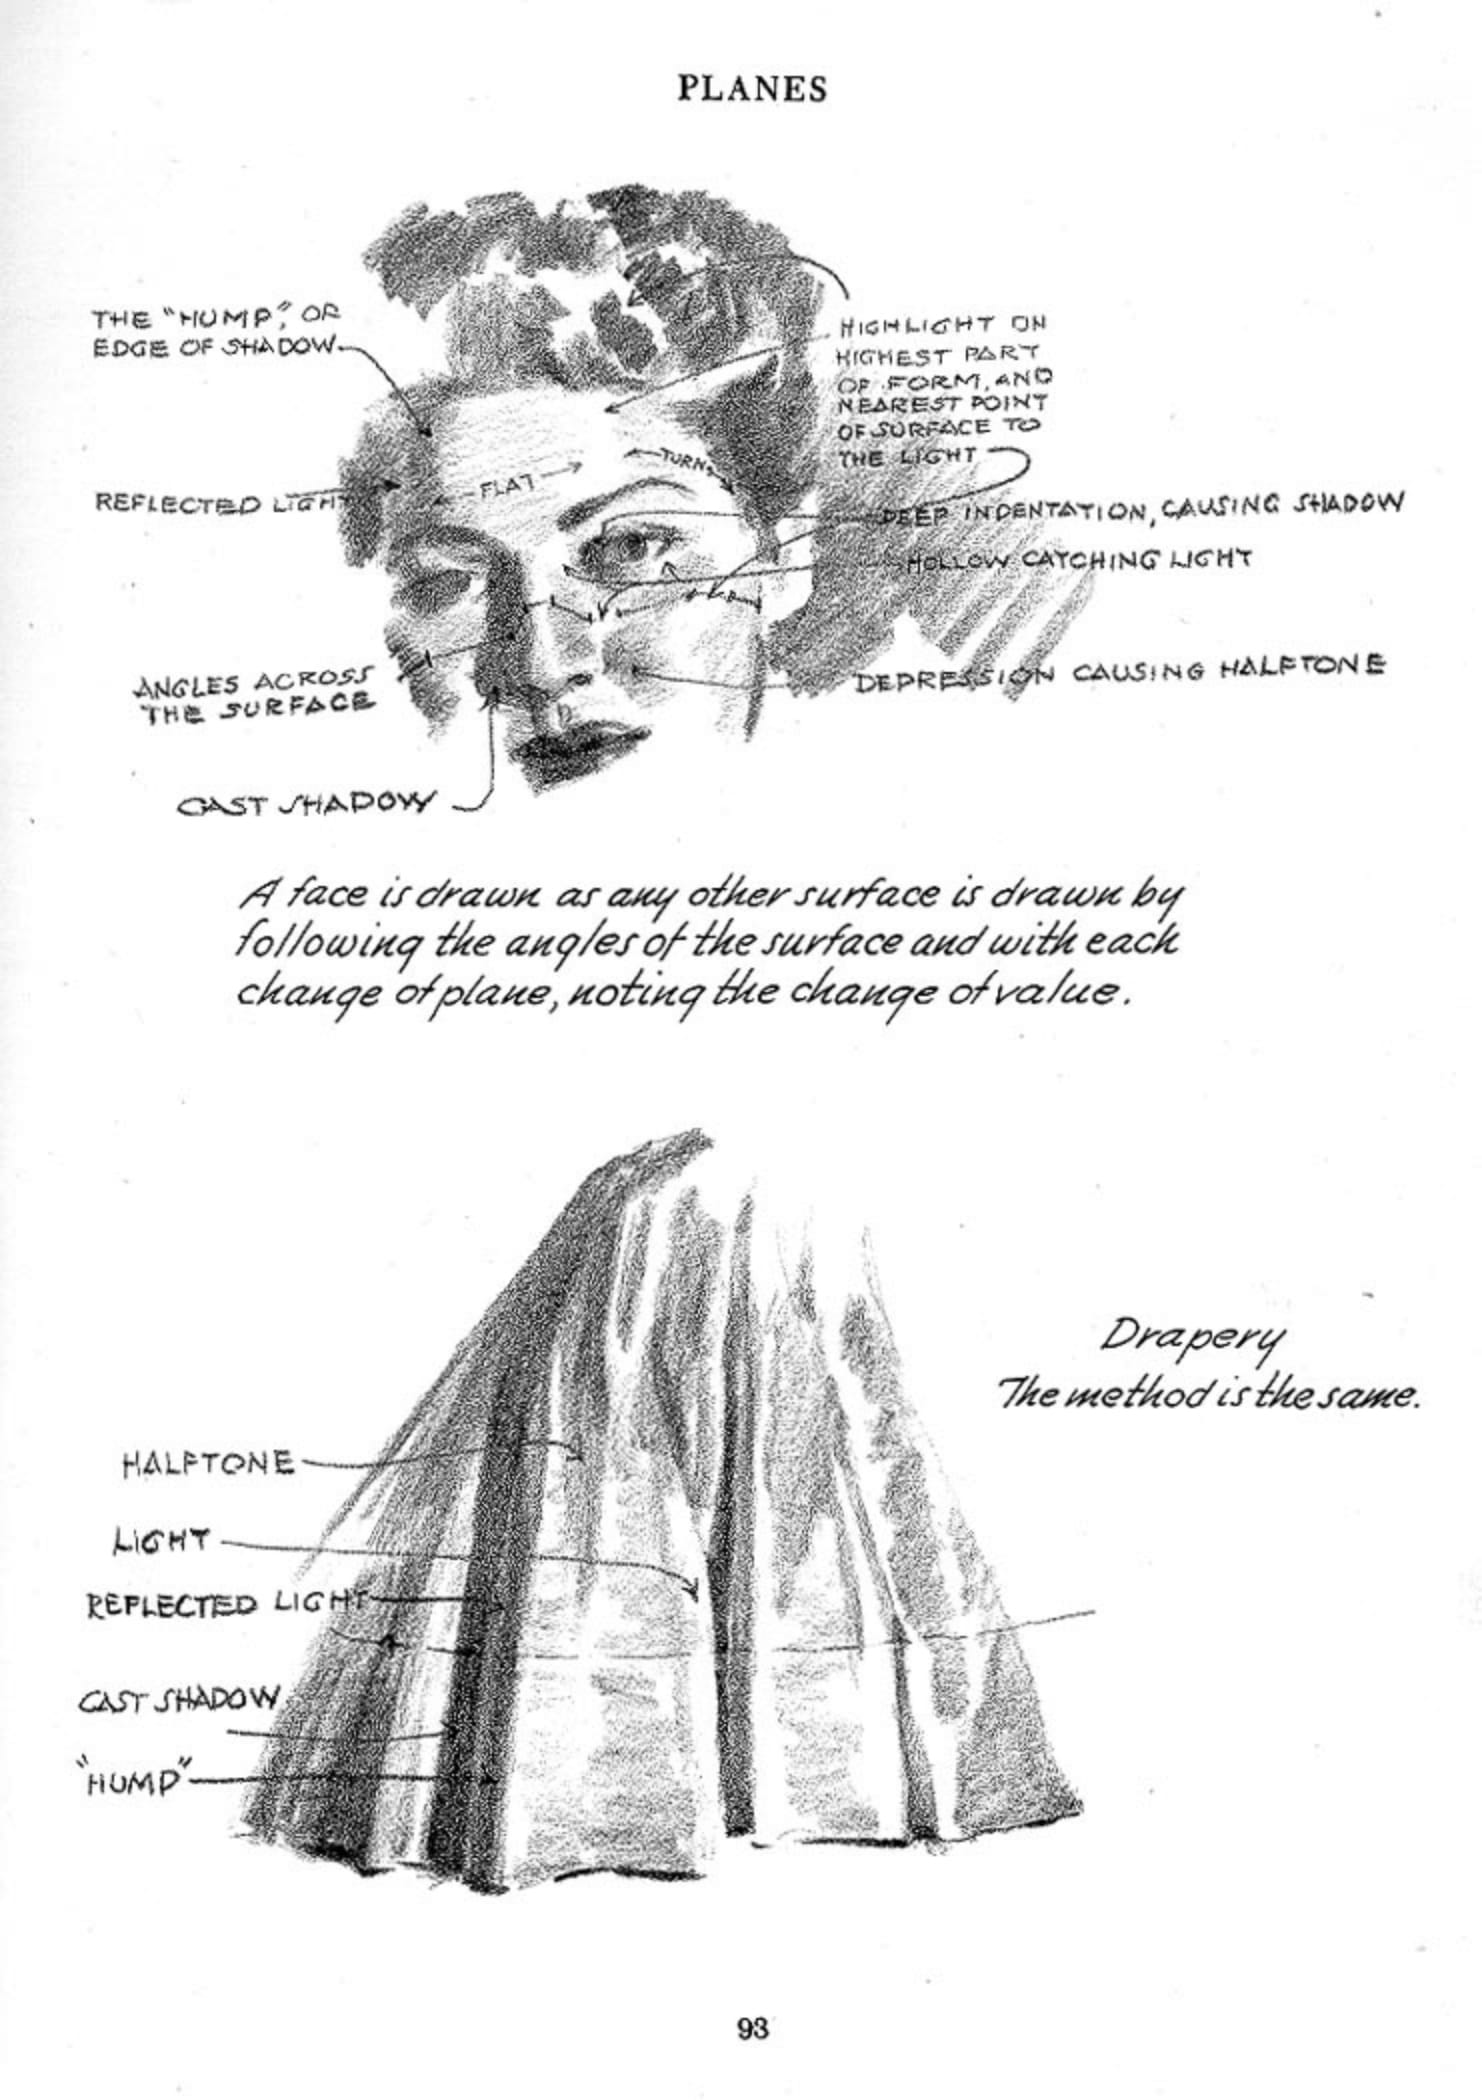 PLANES
THE "HUMP", OR
EDGE OF SHADOW
HIGHLIGHT ON
HIGHEST PART
OF FORM, AND
NEAREST POINT
OF SURFACE TO
THE LIGHT
TURN
FLAT
REFLECTED LIGHT
DEEP INDENTATION, CAUSING SHADOW
HOLLOW CATCHING LIGHT
ANGLES ACROSS
THE SURFACE
DEPRESSION CAUSING HALFTONE
CAST SHADOW
A face is drawn as any other surface is drawn by
following the angles of the surface and with each
change of plane, noting the change of value.
Drapery
The method is the same.
HALFTONE
LIGHT
REFLECTED LIGHT
CAST SHADOW
"HUMP"
93